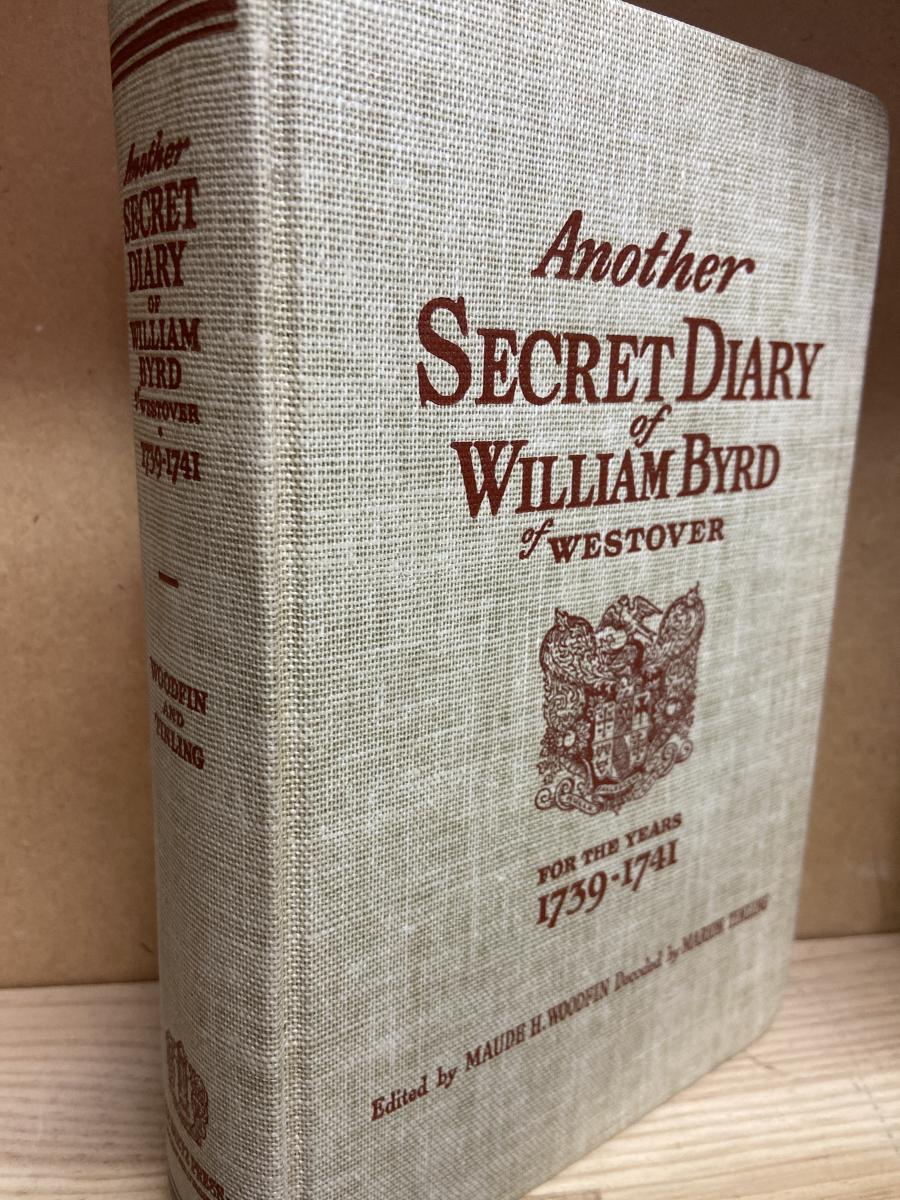 Another
SECRET
DIARY
OF
WILLIAM
BYRD
of WESTOVER
1739-1741
WOODFIN
AND
TINLING
PRESS
Another
SECRET DIARY
of
WILLIAM BYRD
of WESTOVER
FOR THE YEARS
1739-1741
Edited by MAUDE H. WOODFIN Decoded by MARION TINLING